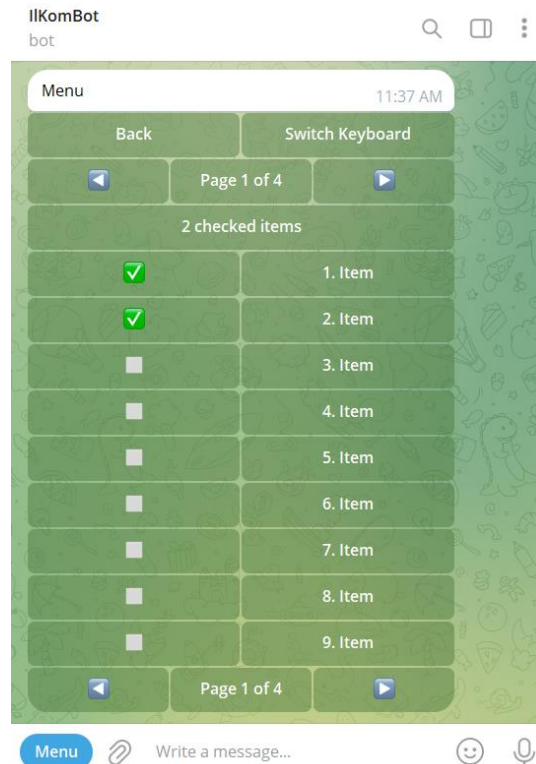 IlKomBot
bot
Menu
11:37 AM
Back Switch Keyboard
Page 1 of 4
2 checked items
1. Item
2. Item
3. Item
4. Item
5. Item
6. Item
7. Item
8. Item
9. Item
Page 1 of 4
Menu Write a message...